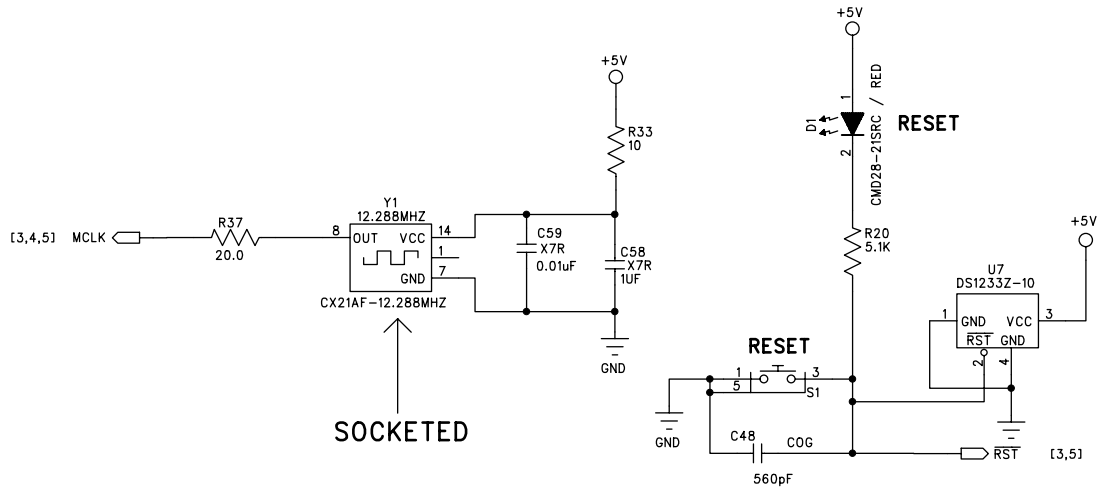 +5V
R33
10
Y1
12.288MHZ
[3,4,5] MCLK
R37
20.0
8
OUT
VCC
14
1
GND
7
CX21AF-12.288MHZ
C59
X7R
0.01uF
C58
X7R
1UF
GND
SOCKETED
+5V
1
D1
2
CMD28-21SRC / RED
RESET
R20
5.1K
+5V
U7
DS1233Z-10
1
GND
VCC
3
RST
GND
2
4
RESET
1
5
3
S1
GND
C48
COG
560pF
RST [3,5]